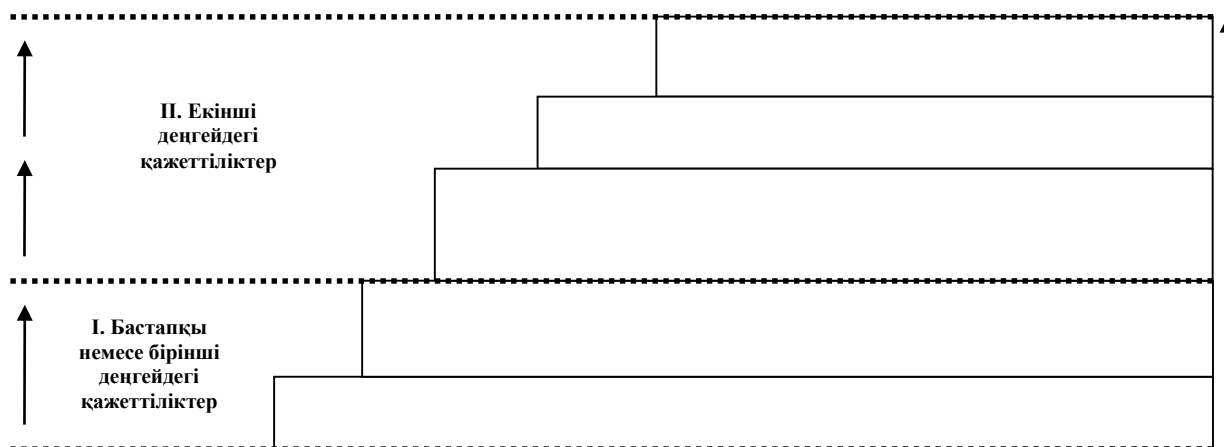 II. Екінші
деңгейдегі
қажеттіліктер
I. Бастапқы
немесе бірінші
деңгейдегі
қажеттіліктер